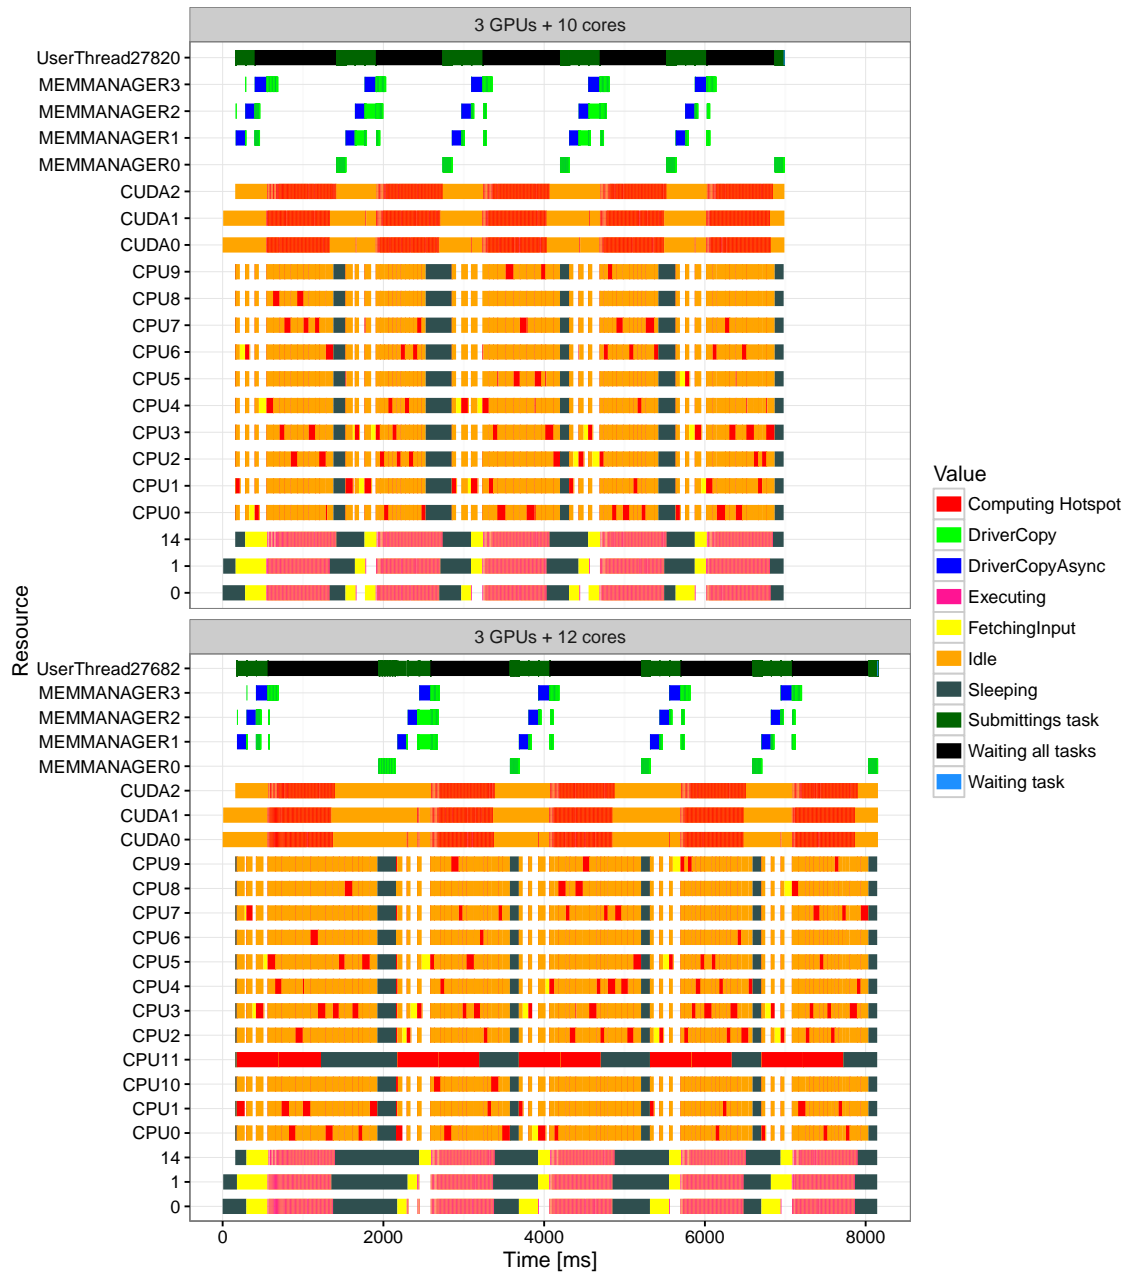 3 GPUs + 10 cores
UserThread27820
MEMMANAGER3
MEMMANAGER2
MEMMANAGER1
MEMMANAGER0
CUDA2
CUDA1
CUDA0
CPU9
CPU8
CPU7
CPU6
CPU5
CPU4
CPU3
CPU2
CPU1
CPU0
14
1
0
3 GPUs + 12 cores
UserThread27682
MEMMANAGER3
MEMMANAGER2
MEMMANAGER1
MEMMANAGER0
CUDA2
CUDA1
CUDA0
CPU9
CPU8
CPU7
CPU6
CPU5
CPU4
CPU3
CPU2
CPU11
CPU10
CPU1
CPU0
14
1
0
0 2000 4000 6000 8000
Time [ms]
Resource
Value
Computing Hotspot
DriverCopy
DriverCopyAsync
Executing
FetchingInput
Idle
Sleeping
Submittings task
Waiting all tasks
Waiting task